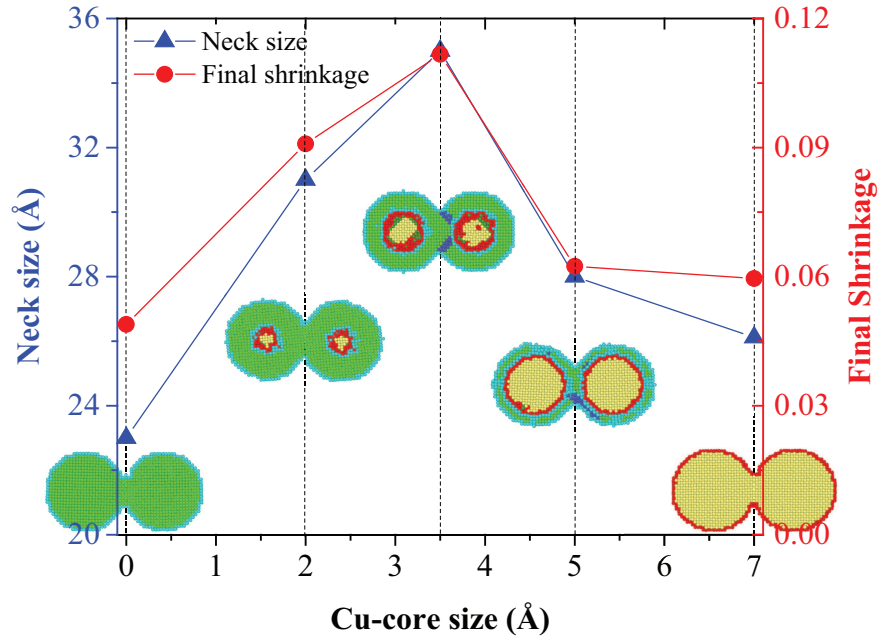 36
32
28
24
20
Neck size (Å)
Neck size
Final shrinkage
0.12
0.09
0.06
0.03
0.00
Final Shrinkage
0 1 2 3 4 5 6 7
Cu-core size (Å)